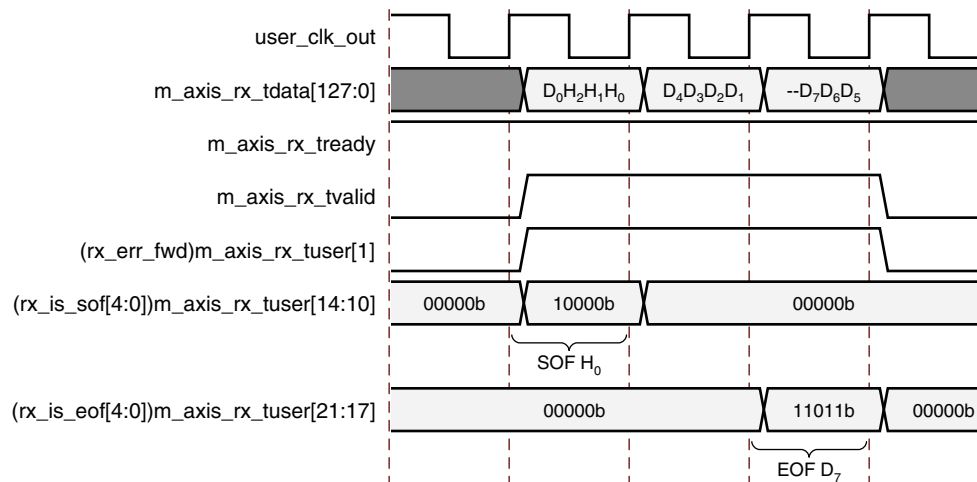 user_clk_out
m_axis_rx_tdata[127:0] D₀H₂H₁H₀ D₄D₃D₂D₁ --D₇D₆D₅
m_axis_rx_tready
m_axis_rx_tvalid
(rx_err_fwd)m_axis_rx_tuser[1]
(rx_is_sof[4:0])m_axis_rx_tuser[14:10] 00000b 10000b 00000b
SOF H₀
(rx_is_eof[4:0])m_axis_rx_tuser[21:17] 00000b 11011b 00000b
EOF D₇